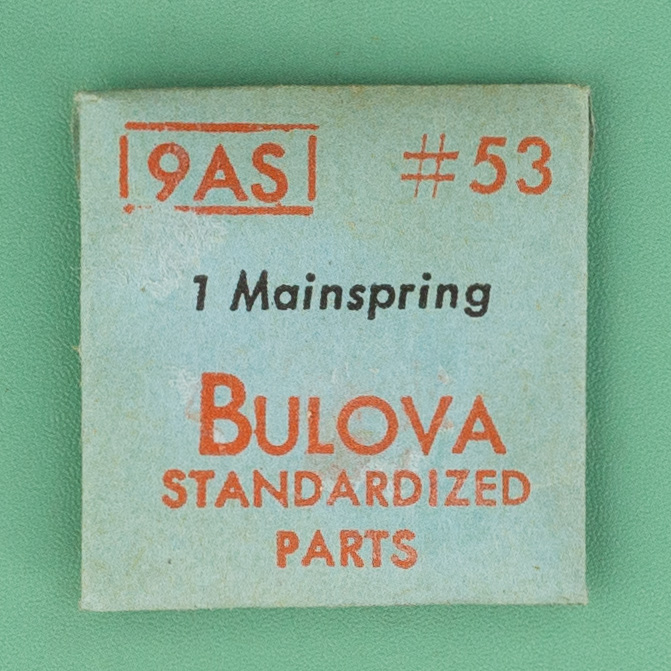 9AS #53
1 Mainspring
BULOVA
STANDARDIZED
PARTS